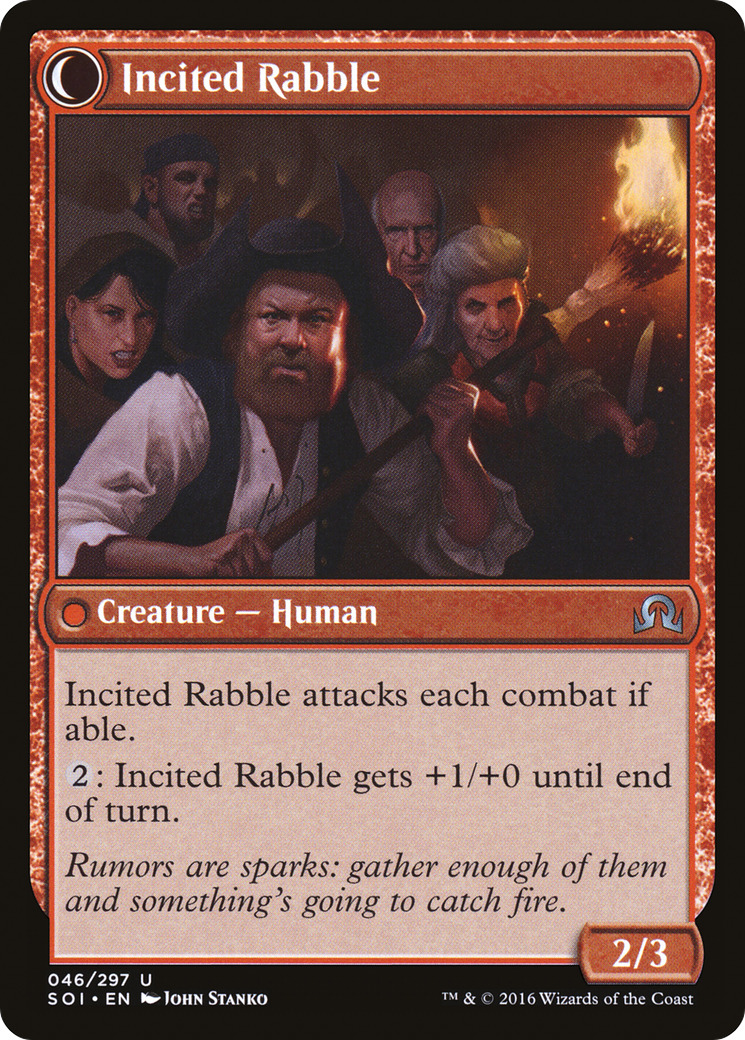 Incited Rabble
Creature — Human
Incited Rabble attacks each combat if
able.
2: Incited Rabble gets +1/+0 until end
of turn.
Rumors are sparks: gather enough of them
and something's going to catch fire.
2/3
046/297 U
SOI • EN John Stanko
™ & © 2016 Wizards of the Coast